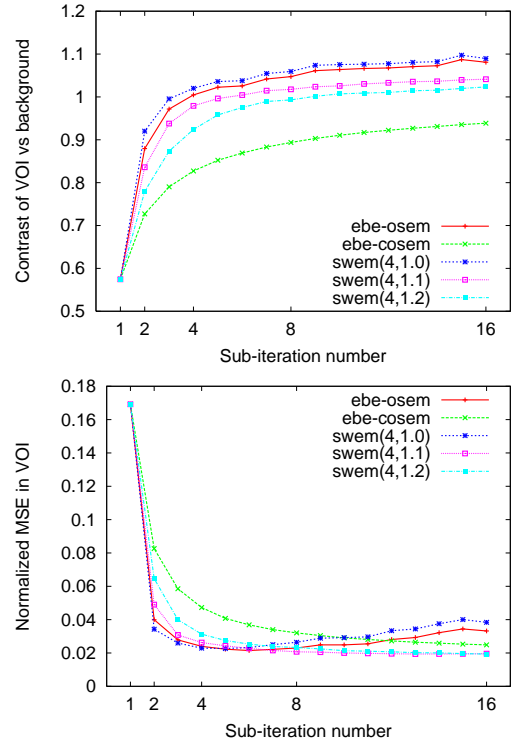 1.2
1.1
1
0.9
0.8
0.7
0.6
0.5
Contrast of VOI vs background
ebe-osem
ebe-cosem
swem(4,1.0)
swem(4,1.1)
swem(4,1.2)
1 2 4 8 16
Sub-iteration number
0.18
0.16
0.14
0.12
0.1
0.08
0.06
0.04
0.02
0
Normalized MSE in VOI
ebe-osem
ebe-cosem
swem(4,1.0)
swem(4,1.1)
swem(4,1.2)
1 2 4 8 16
Sub-iteration number